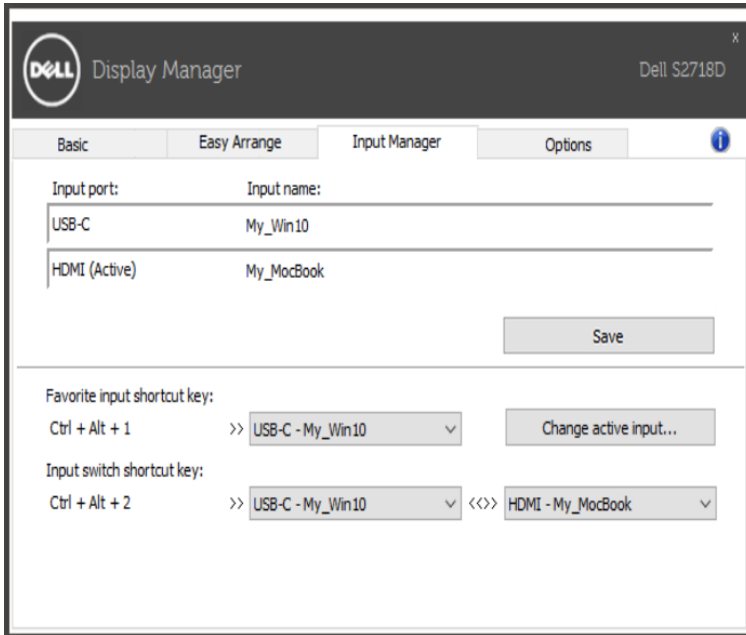 DELL Display Manager Dell S2718D x
Basic Easy Arrange Input Manager Options i
Input port: Input name:
USB-C My_Win10
HDMI (Active) My_MocBook
Save
Favorite input shortcut key:
Ctrl + Alt + 1 >> USB-C - My_Win10 Change active input...
Input switch shortcut key:
Ctrl + Alt + 2 >> USB-C - My_Win10 <<>> HDMI - My_MocBook